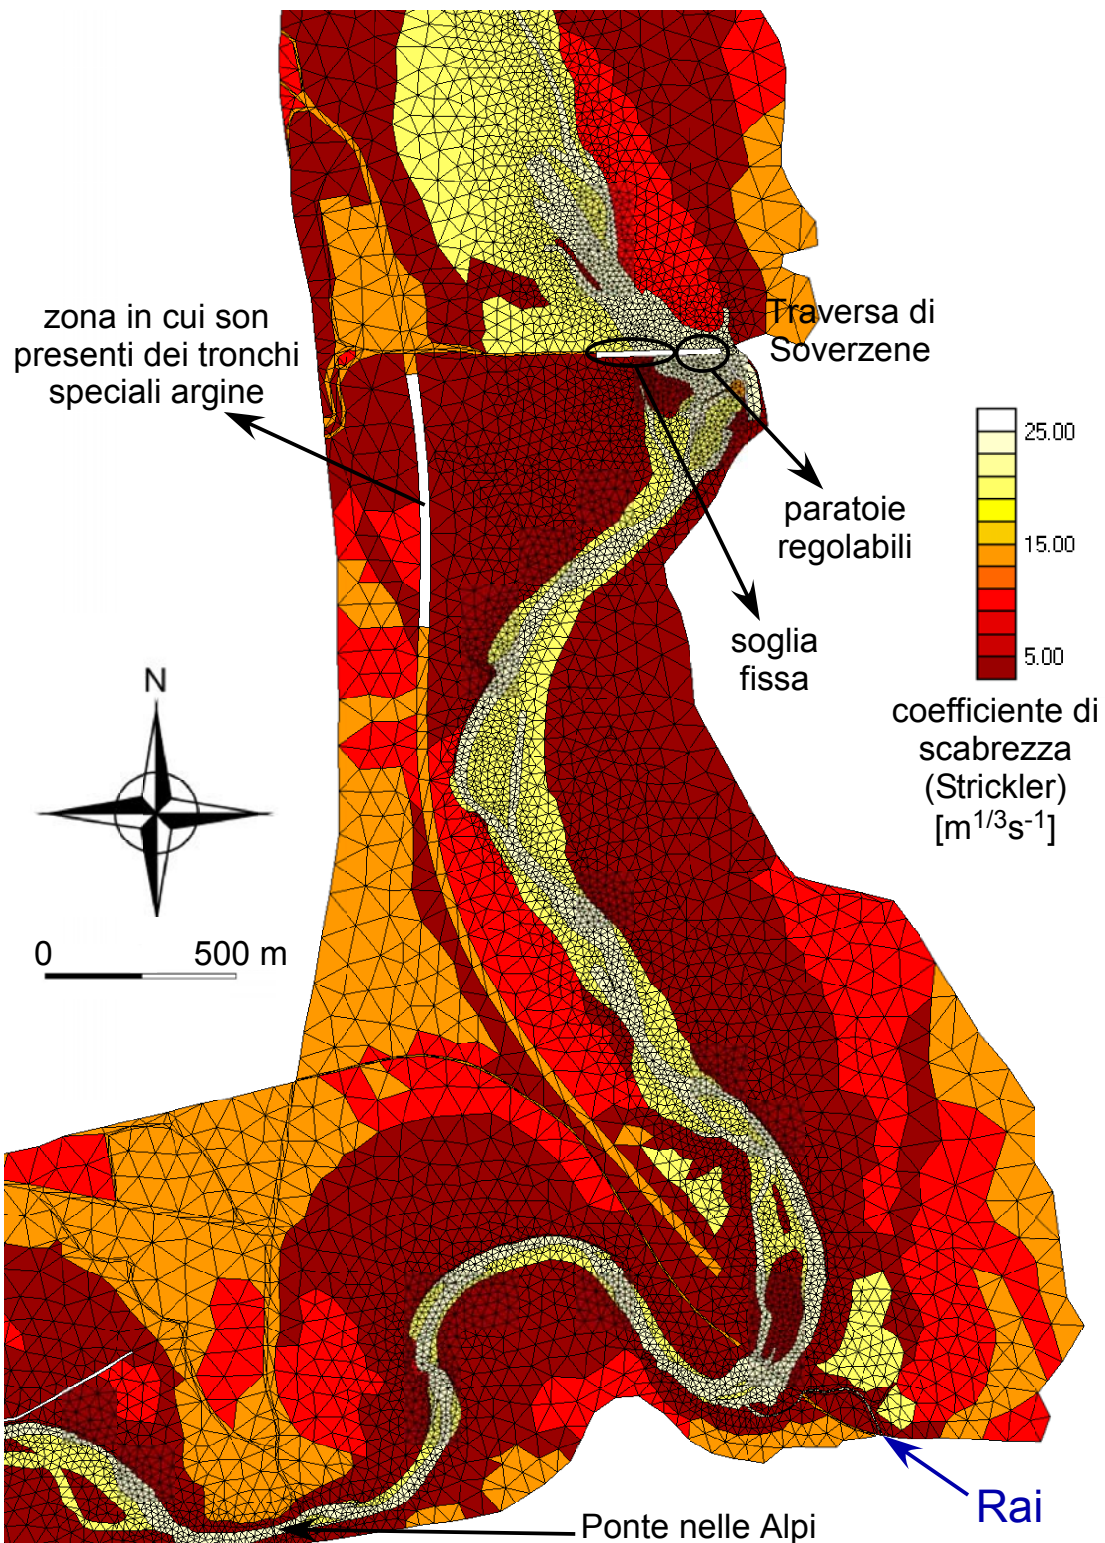 zona in cui son
presenti dei tronchi
speciali argine
Traversa di
Soverzene
25.00
15.00
5.00
paratoie
regolabili
soglia
fissa
coefficiente di
scabrezza
(Strickler)
[m1/3s-1]
N
0 500 m
Rai
Ponte nelle Alpi